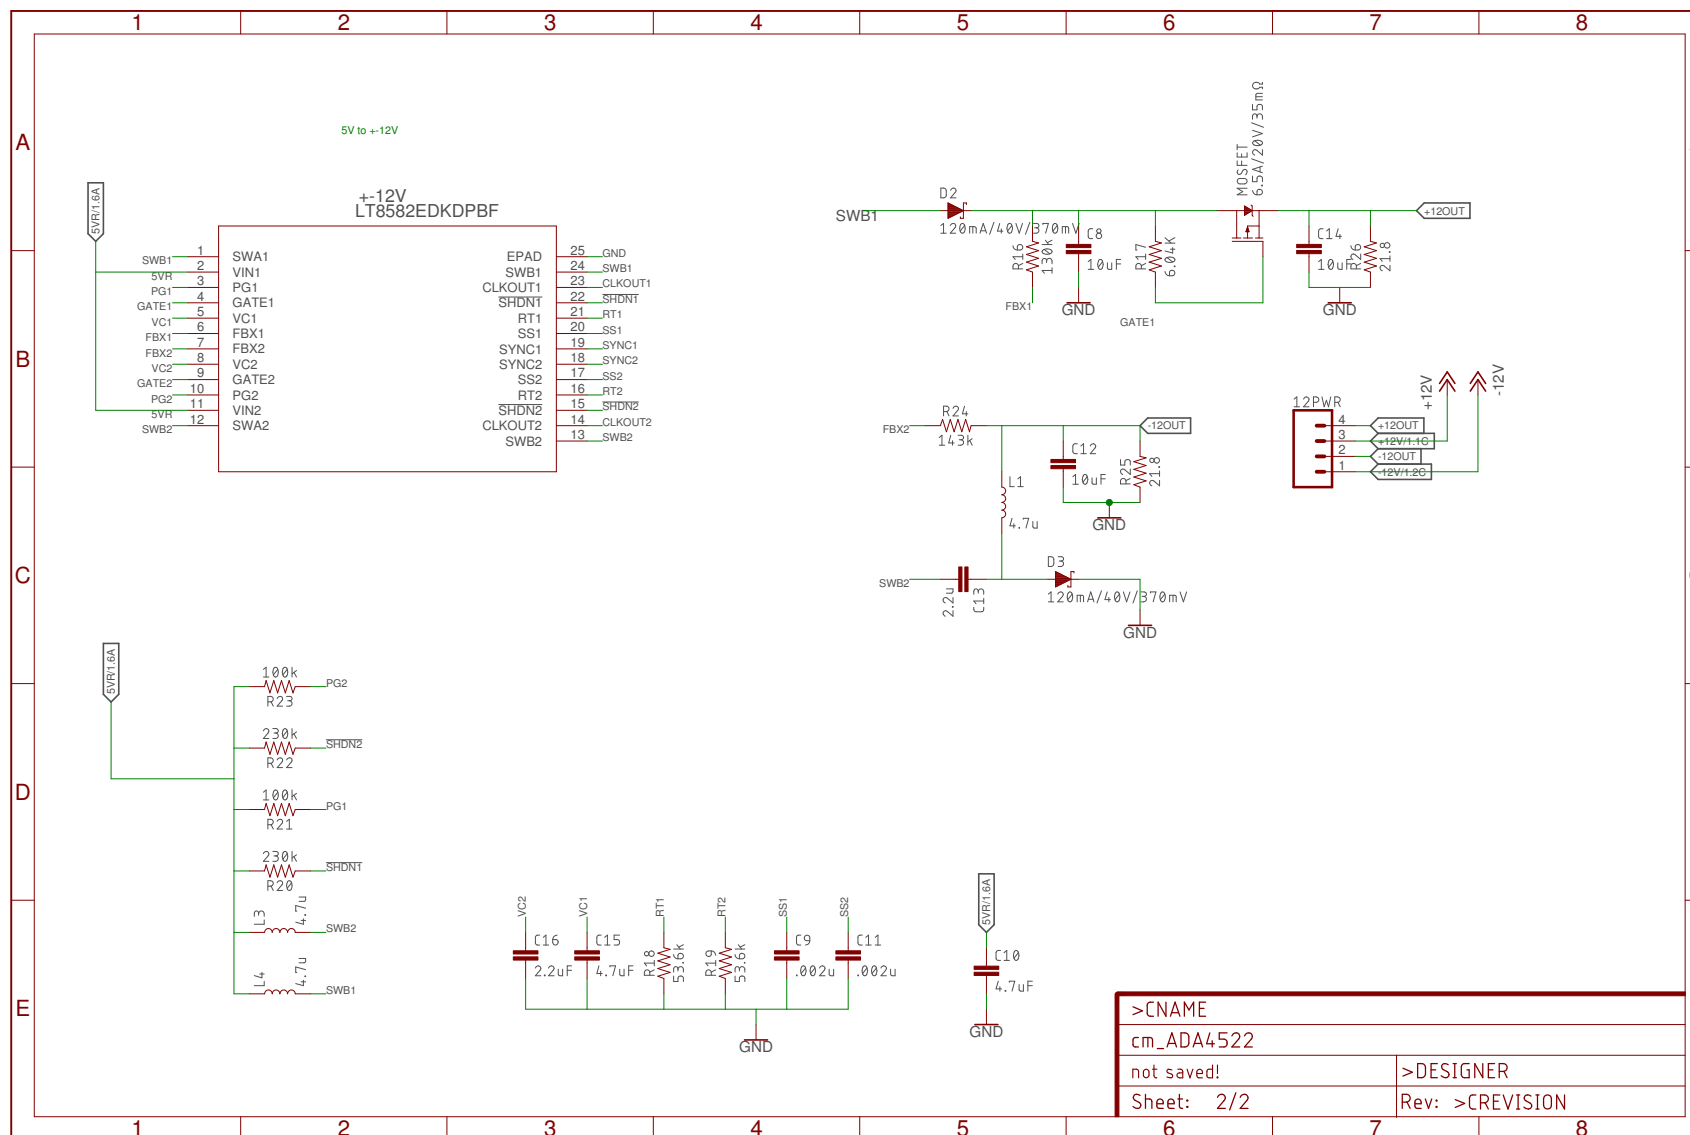 1 2 3 4 5 6 7 8
A
B
C
D
E
5V to +-12V
5VR/1.6A
+-12V
LT8582EDKDPBF
SWB1 1 SWA1
5VR 2 VIN1
PG1 3 PG1
GATE1 4 GATE1
VC1 5 VC1
FBX1 6 FBX1
FBX2 7 FBX2
VC2 8 VC2
GATE2 9 GATE2
PG2 10 PG2
5VR 11 VIN2
SWB2 12 SWA2
EPAD 25 GND
SWB1 24 SWB1
CLKOUT1 23 CLKOUT1
SHDN1 22 SHDN1
RT1 21 RT1
SS1 20 SS1
SYNC1 19 SYNC1
SYNC2 18 SYNC2
SS2 17 SS2
RT2 16 RT2
SHDN2 15 SHDN2
CLKOUT2 14 CLKOUT2
SWB2 13 SWB2
SWB1
D2
120mA/40V/370mV
R16
130k
FBX1
C8
10uF
GND
R17
6.04K
GATE1
MOSFET
6.5A/20V/35mΩ
C14
10uF
R26
21.8
GND
+12OUT
FBX2
R24
143k
L1
4.7u
C12
10uF
R25
21.8
GND
-12OUT
SWB2
2.2u
C13
D3
120mA/40V/370mV
GND
12PWR
+12V
-12V
4 +12OUT
3 +12V/1.1C
2 -12OUT
1 -12V/1.2C
5VR/1.6A
100k
R23
PG2
230k
R22
SHDN2
100k
R21
PG1
230k
R20
SHDN1
L3
4.7u
SWB2
L4
4.7u
SWB1
VC2
C16
2.2uF
VC1
C15
4.7uF
RT1
R18
53.6k
RT2
R19
53.6k
SS1
C9
.002u
SS2
C11
.002u
GND
5VR/1.6A
C10
4.7uF
GND
>CNAME
cm_ADA4522
not saved!
>DESIGNER
Sheet: 2/2
Rev: >CREVISION
1 2 3 4 5 6 7 8